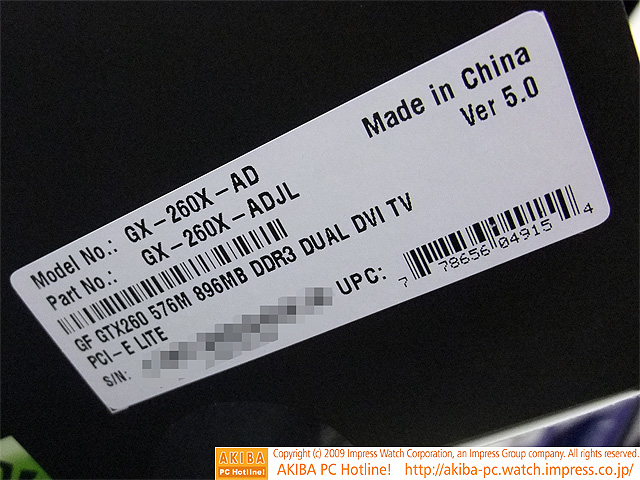 Made in China
Ver 5.0
Model No.: GX-260X-AD
Part No.: GX-260X-ADJL
GF GTX260 576M 896MB DDR3 DUAL DVI TV
PCI-E LITE
S/N:
UPC:
7 78656 04915 4
AKIBA
PC Hotline!
Copyright (c) 2009 Impress Watch Corporation, an Impress Group company. All rights reserved.
AKIBA PC Hotline! http://akiba-pc.watch.impress.co.jp/